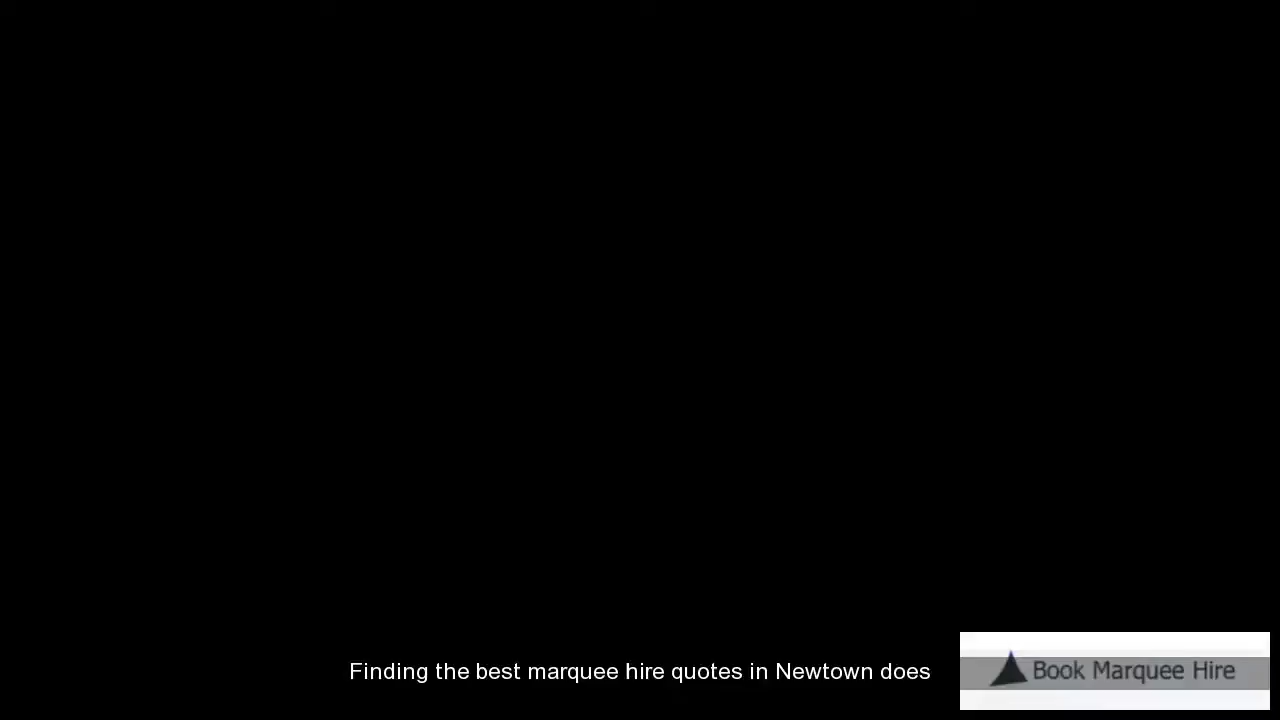 Finding the best marquee hire quotes in Newtown does
Book Marquee Hire